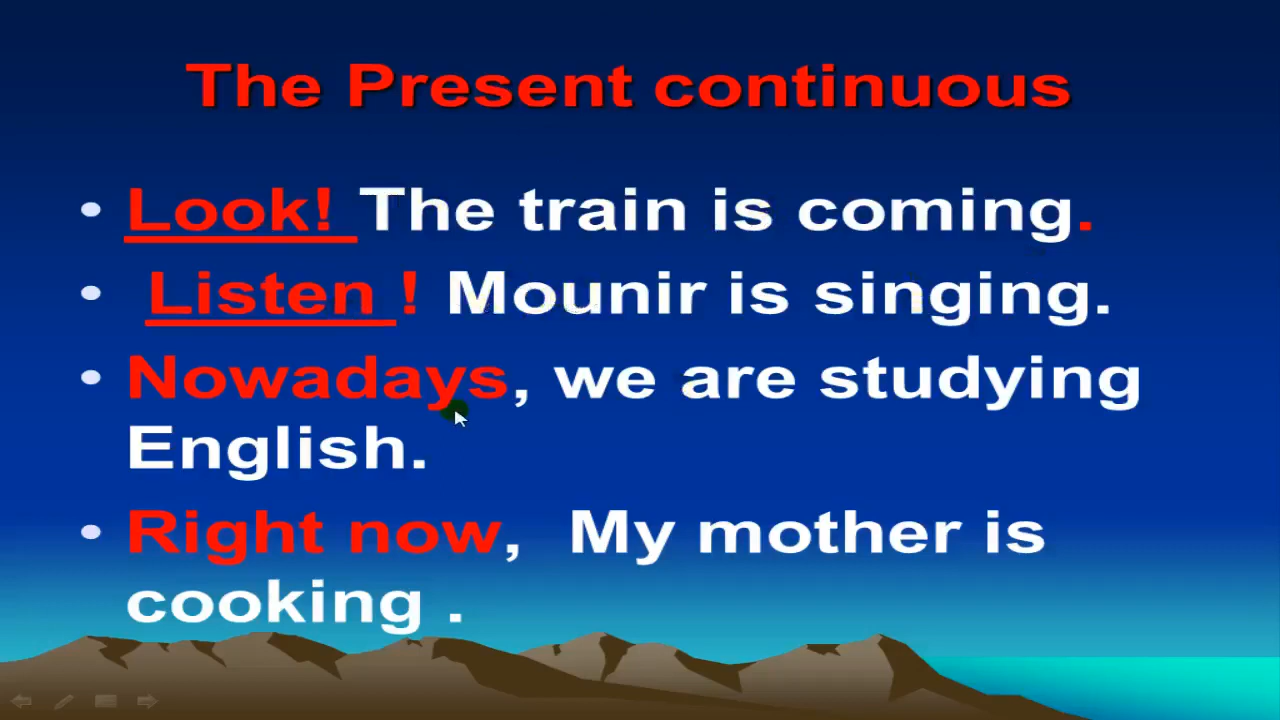 The Present continuous
• Look! The train is coming.
• Listen ! Mounir is singing.
• Nowadays, we are studying
English.
• Right now, My mother is
cooking .